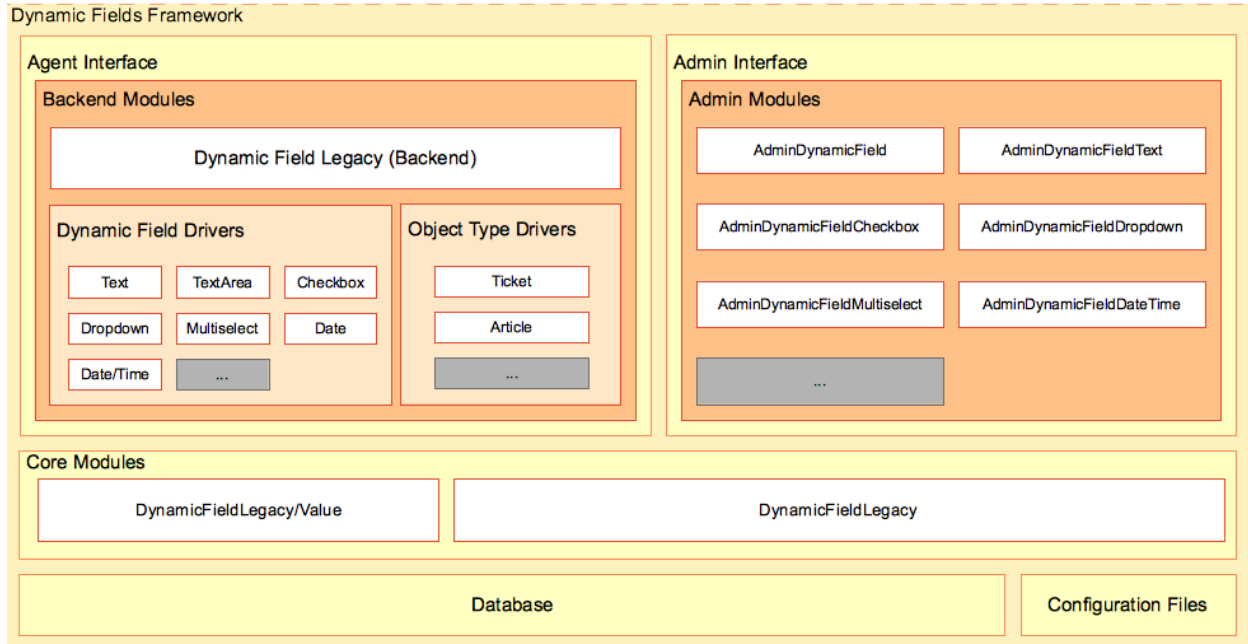 Dynamic Fields Framework
Agent Interface
Backend Modules
Dynamic Field Legacy (Backend)
Dynamic Field Drivers
Text
TextArea
Checkbox
Dropdown
Multiselect
Date
Date/Time
...
Object Type Drivers
Ticket
Article
...
Admin Interface
Admin Modules
AdminDynamicField
AdminDynamicFieldText
AdminDynamicFieldCheckbox
AdminDynamicFieldDropdown
AdminDynamicFieldMultiselect
AdminDynamicFieldDateTime
...
Core Modules
DynamicFieldLegacy/Value
DynamicFieldLegacy
Database
Configuration Files